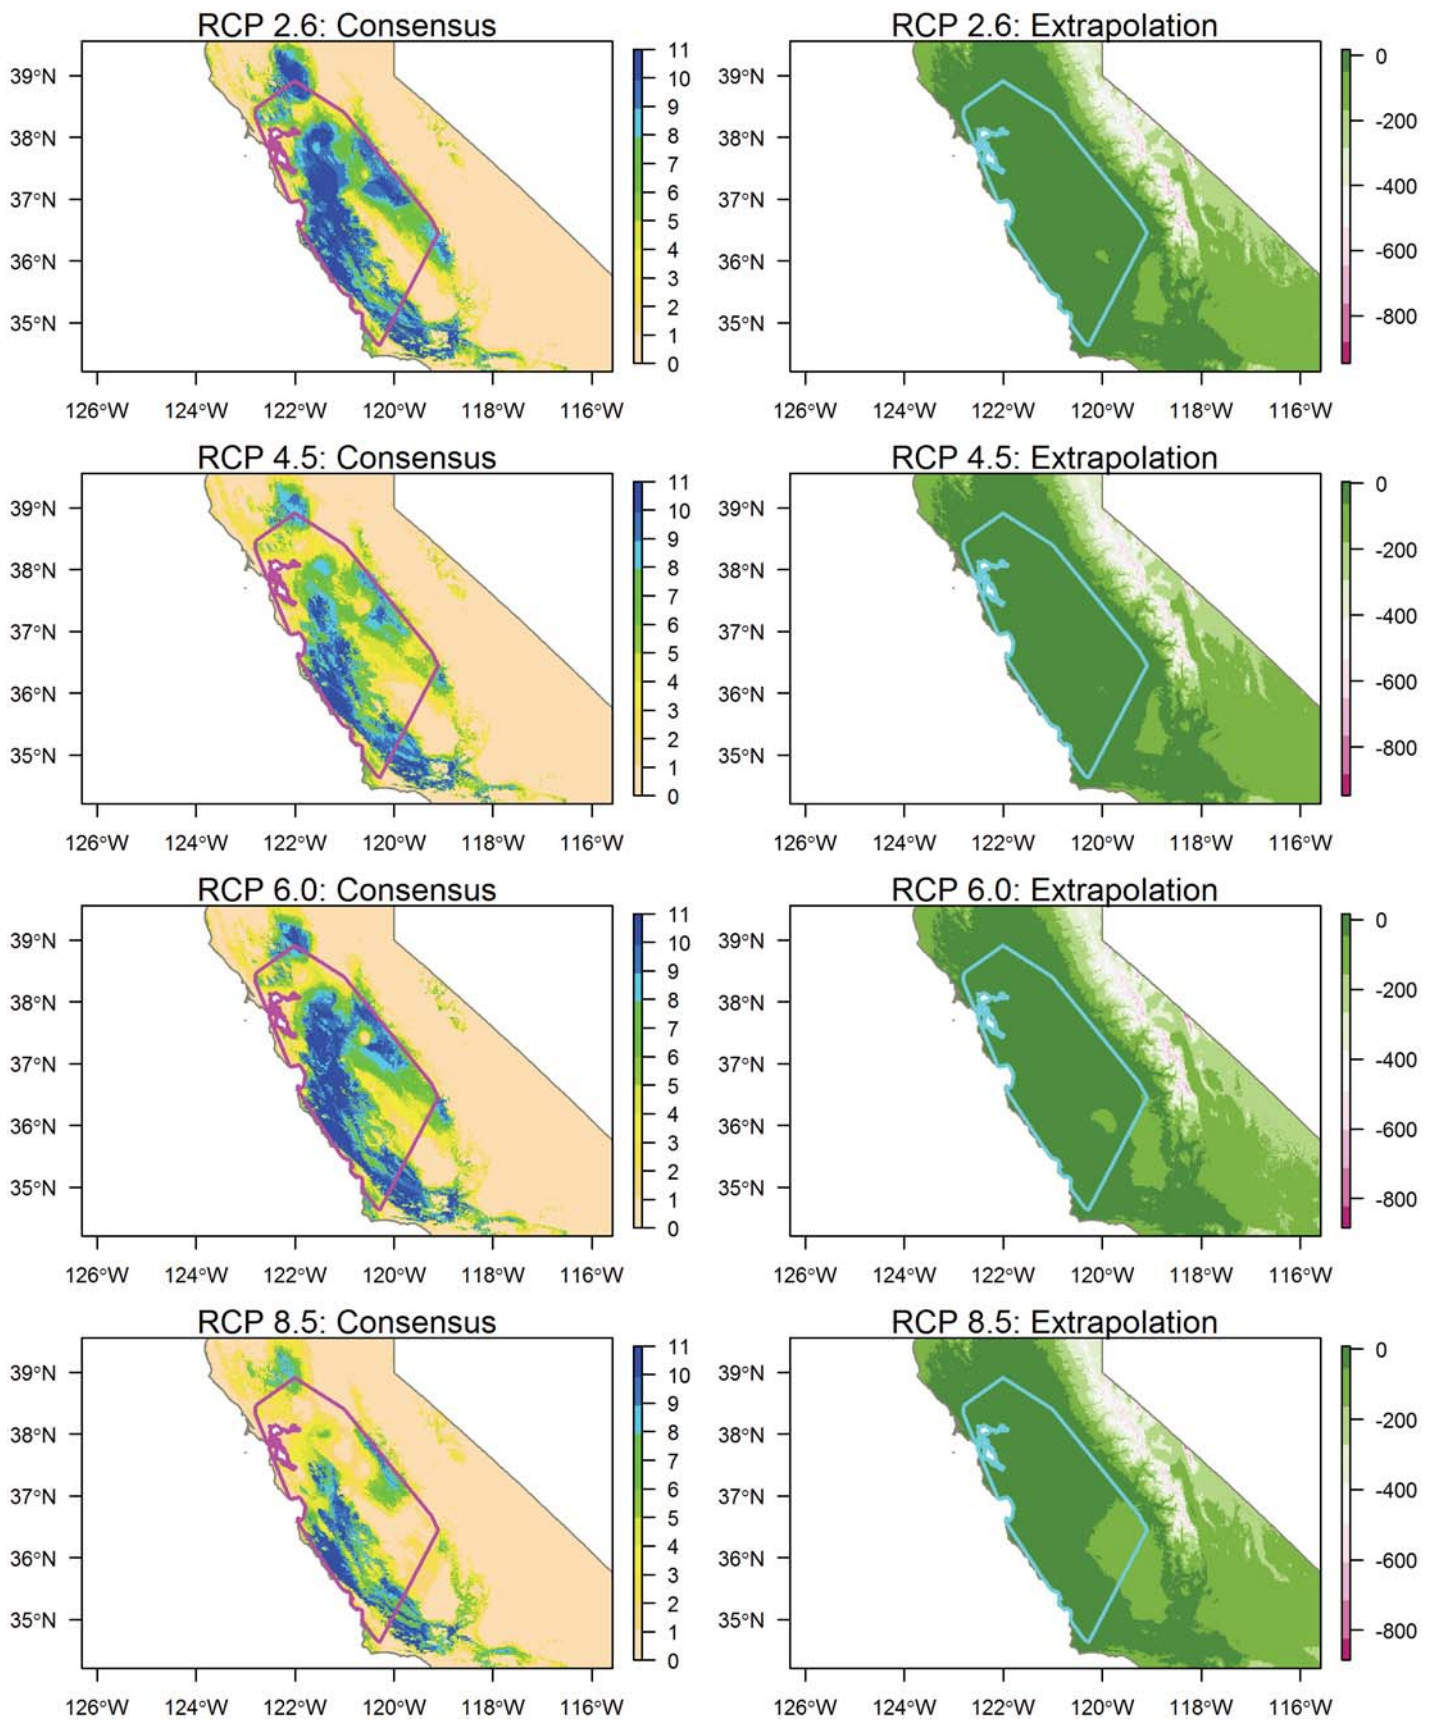 RCP 2.6: Consensus
39°N
38°N
37°N
36°N
35°N
126°W 124°W 122°W 120°W 118°W 116°W
11
10
9
8
7
6
5
4
3
2
1
0
RCP 2.6: Extrapolation
39°N
38°N
37°N
36°N
35°N
126°W 124°W 122°W 120°W 118°W 116°W
0
-200
-400
-600
-800
RCP 4.5: Consensus
39°N
38°N
37°N
36°N
35°N
126°W 124°W 122°W 120°W 118°W 116°W
11
10
9
8
7
6
5
4
3
2
1
0
RCP 4.5: Extrapolation
39°N
38°N
37°N
36°N
35°N
126°W 124°W 122°W 120°W 118°W 116°W
0
-200
-400
-600
-800
RCP 6.0: Consensus
39°N
38°N
37°N
36°N
35°N
126°W 124°W 122°W 120°W 118°W 116°W
11
10
9
8
7
6
5
4
3
2
1
0
RCP 6.0: Extrapolation
39°N
38°N
37°N
36°N
35°N
126°W 124°W 122°W 120°W 118°W 116°W
0
-200
-400
-600
-800
RCP 8.5: Consensus
39°N
38°N
37°N
36°N
35°N
126°W 124°W 122°W 120°W 118°W 116°W
11
10
9
8
7
6
5
4
3
2
1
0
RCP 8.5: Extrapolation
39°N
38°N
37°N
36°N
35°N
126°W 124°W 122°W 120°W 118°W 116°W
0
-200
-400
-600
-800